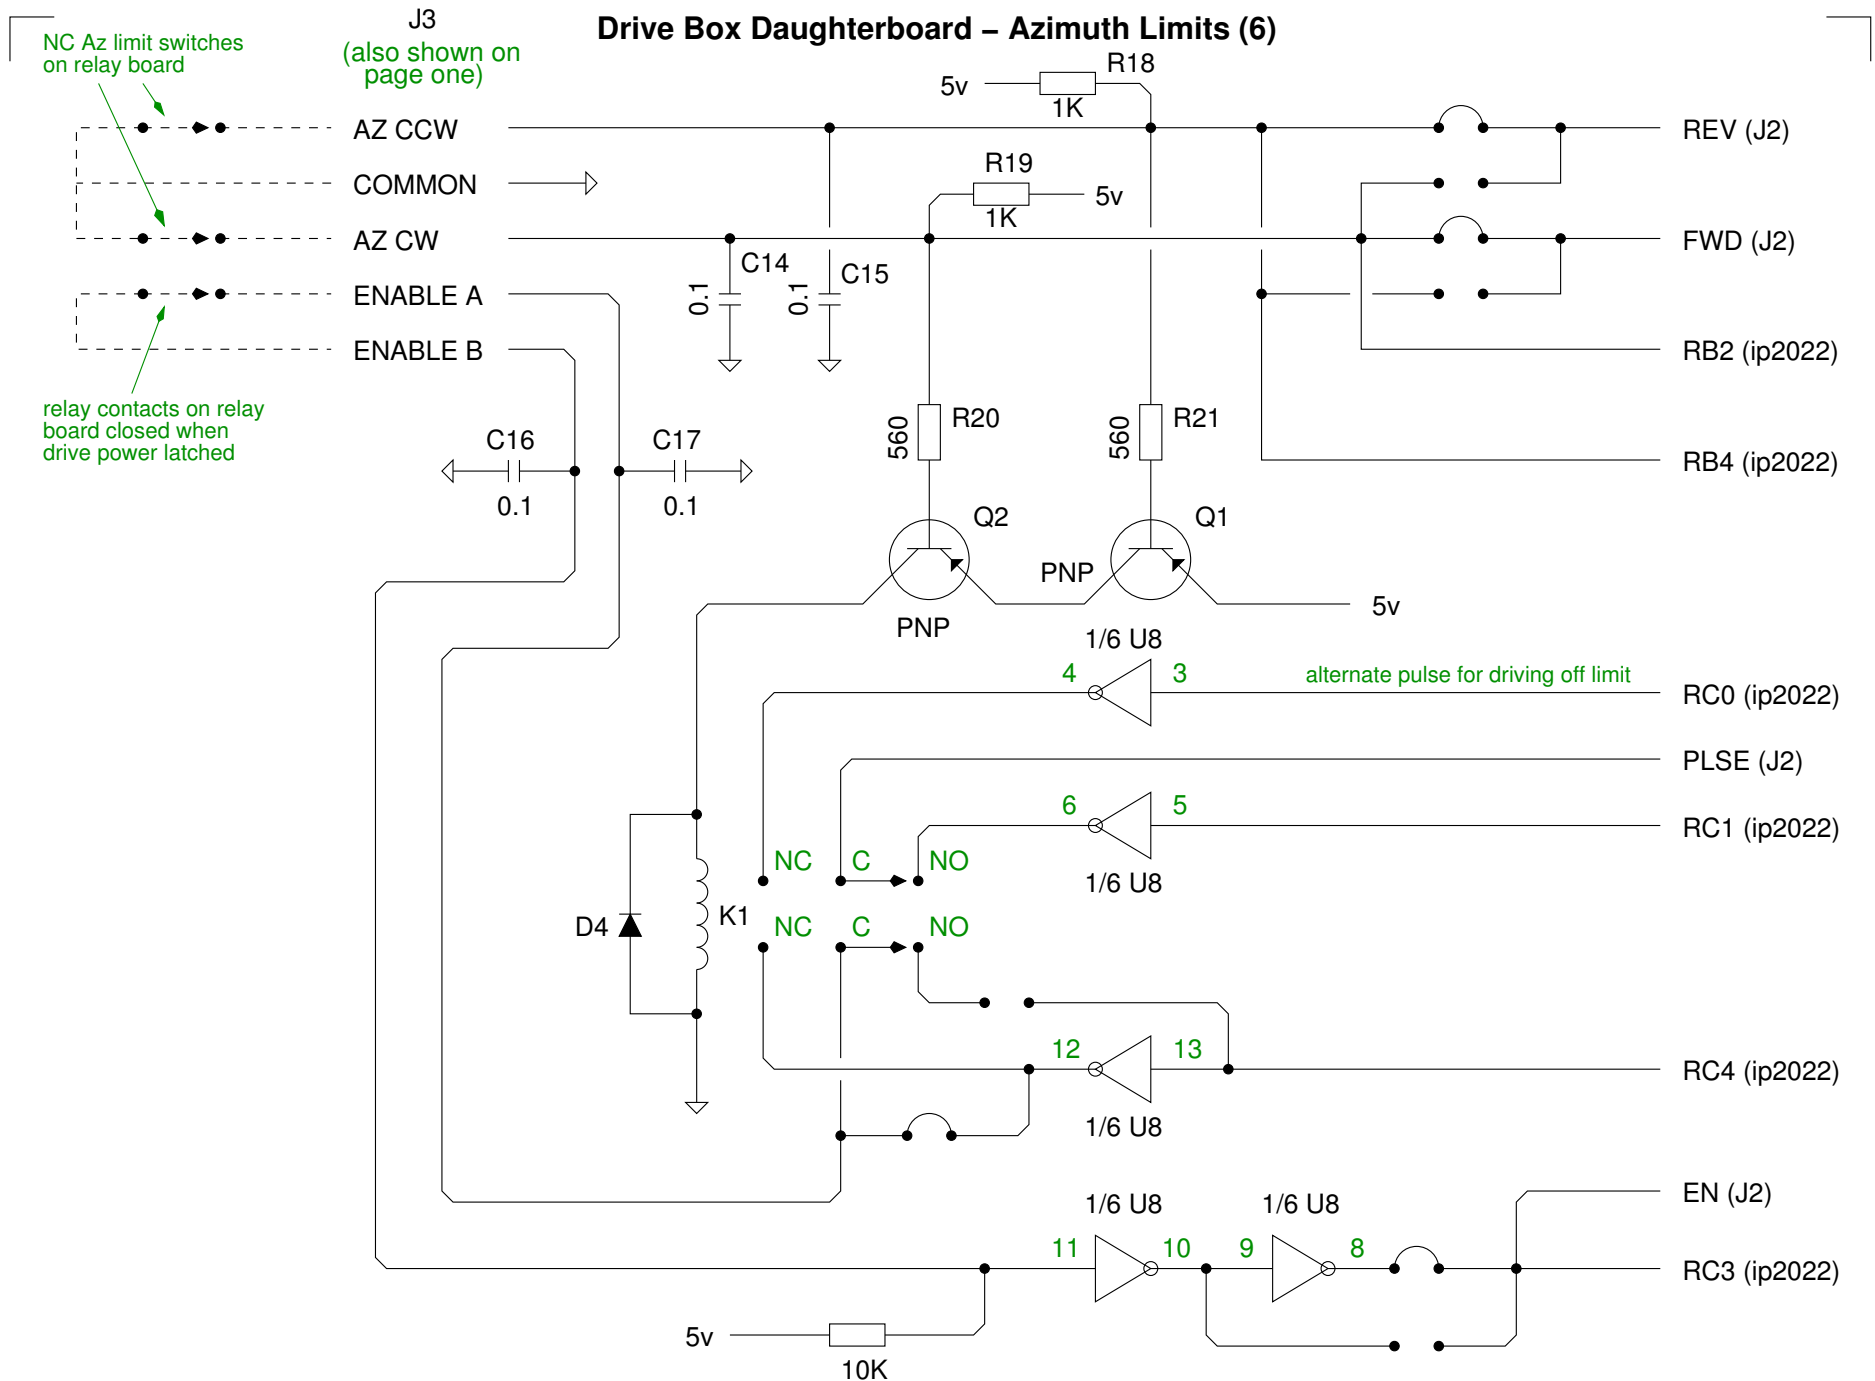 Drive Box Daughterboard – Azimuth Limits (6)
J3
(also shown on
page one)
NC Az limit switches
on relay board
R18
5v
1K
AZ CCW
REV (J2)
R19
COMMON
5v
1K
AZ CW
FWD (J2)
C14
0.1
C15
0.1
ENABLE A
ENABLE B
RB2 (ip2022)
relay contacts on relay
board closed when
drive power latched
R20
560
R21
560
C16
0.1
C17
0.1
RB4 (ip2022)
Q2
Q1
PNP
PNP
5v
1/6 U8
4
3
alternate pulse for driving off limit
RC0 (ip2022)
PLSE (J2)
6
5
RC1 (ip2022)
1/6 U8
NC
C
NO
D4
K1
NC
C
NO
12
13
RC4 (ip2022)
1/6 U8
EN (J2)
1/6 U8
1/6 U8
11
10
9
8
RC3 (ip2022)
5v
10K